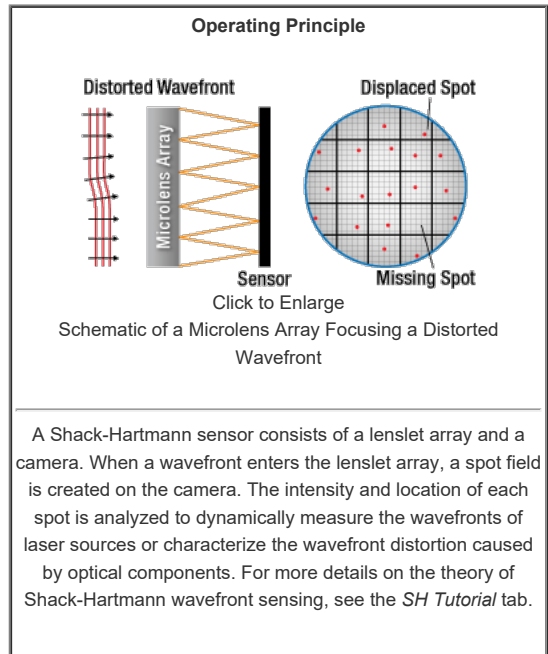 Operating Principle
Distorted Wavefront
Displaced Spot
Microlens Array
Sensor
Missing Spot
Click to Enlarge
Schematic of a Microlens Array Focusing a Distorted
Wavefront
A Shack-Hartmann sensor consists of a lenslet array and a
camera. When a wavefront enters the lenslet array, a spot field
is created on the camera. The intensity and location of each
spot is analyzed to dynamically measure the wavefronts of
laser sources or characterize the wavefront distortion caused
by optical components. For more details on the theory of
Shack-Hartmann wavefront sensing, see the SH Tutorial tab.